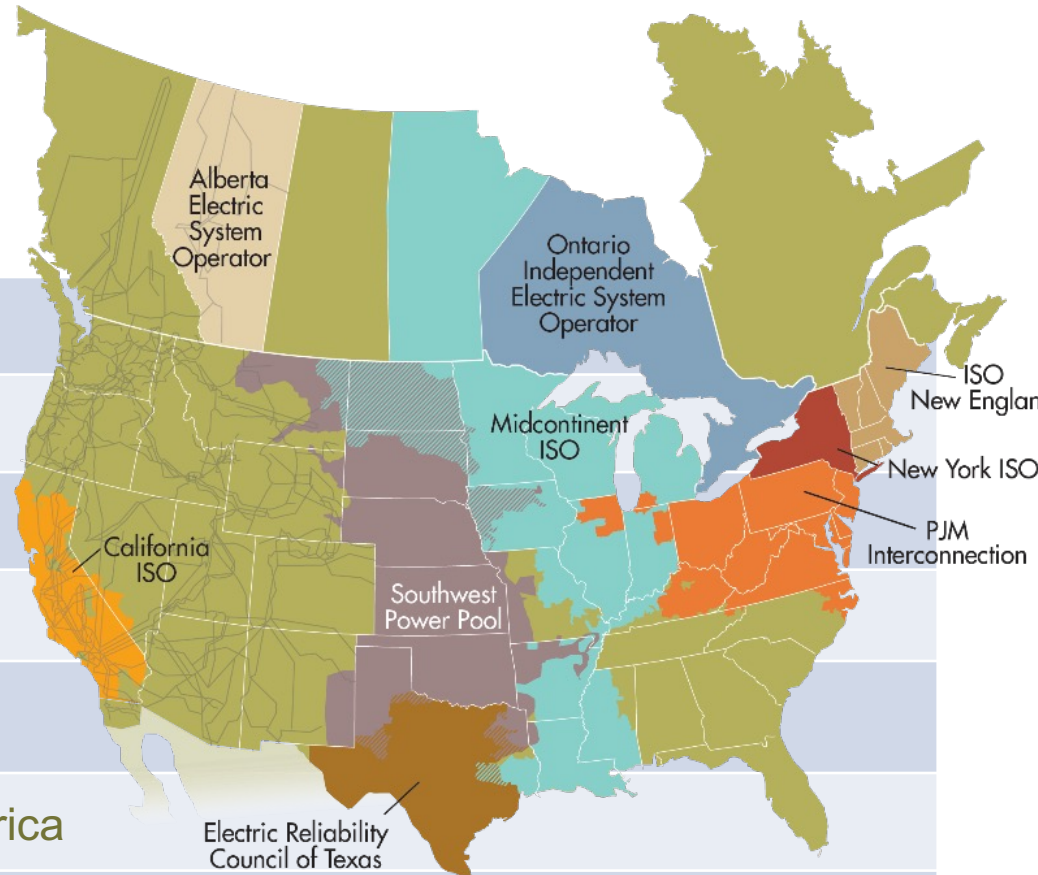 Alberta
Electric
System
Operator
Ontario
Independent
Electric System
Operator
ISO
New Englan
Midcontinent
ISO
New York ISO
PJM
Interconnection
California
ISO
Southwest
Power Pool
rica
Electric Reliability
Council of Texas